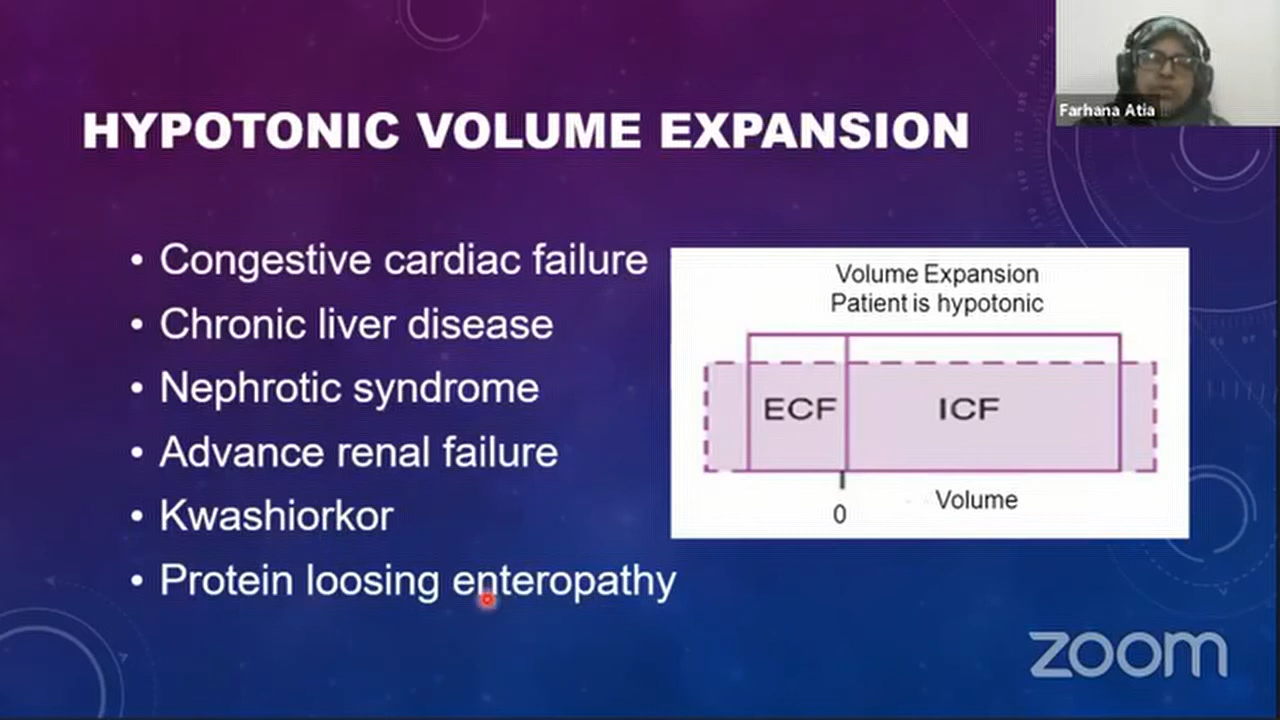 Farhana Atia
HYPOTONIC VOLUME EXPANSION
• Congestive cardiac failure
• Chronic liver disease
• Nephrotic syndrome
• Advance renal failure
• Kwashiorkor
• Protein loosing enteropathy
Volume Expansion
Patient is hypotonic
ECF ICF
Volume
0
zoom